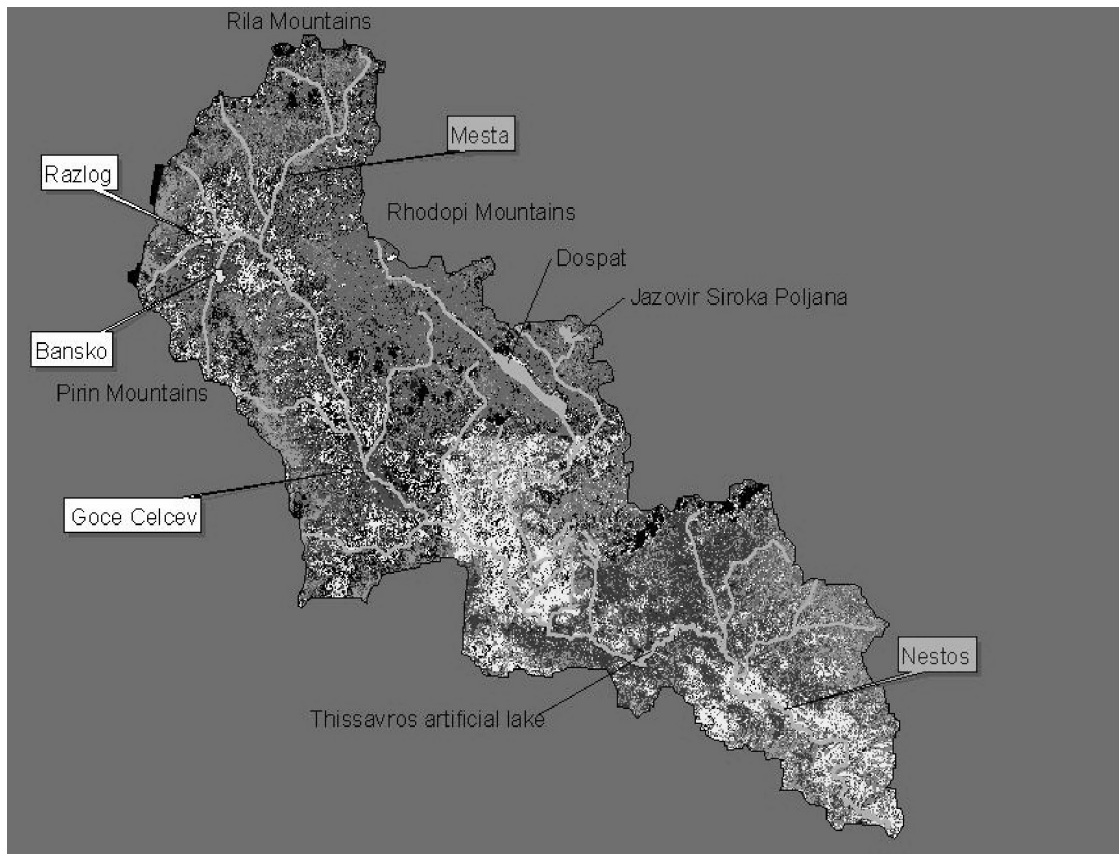 Rila Mountains
Mesta
Razlog
Rhodopi Mountains
Dospat
Jazovir Siroka Poljana
Bansko
Pirin Mountains
Goce Celcev
Nestos
Thissavros artificial lake